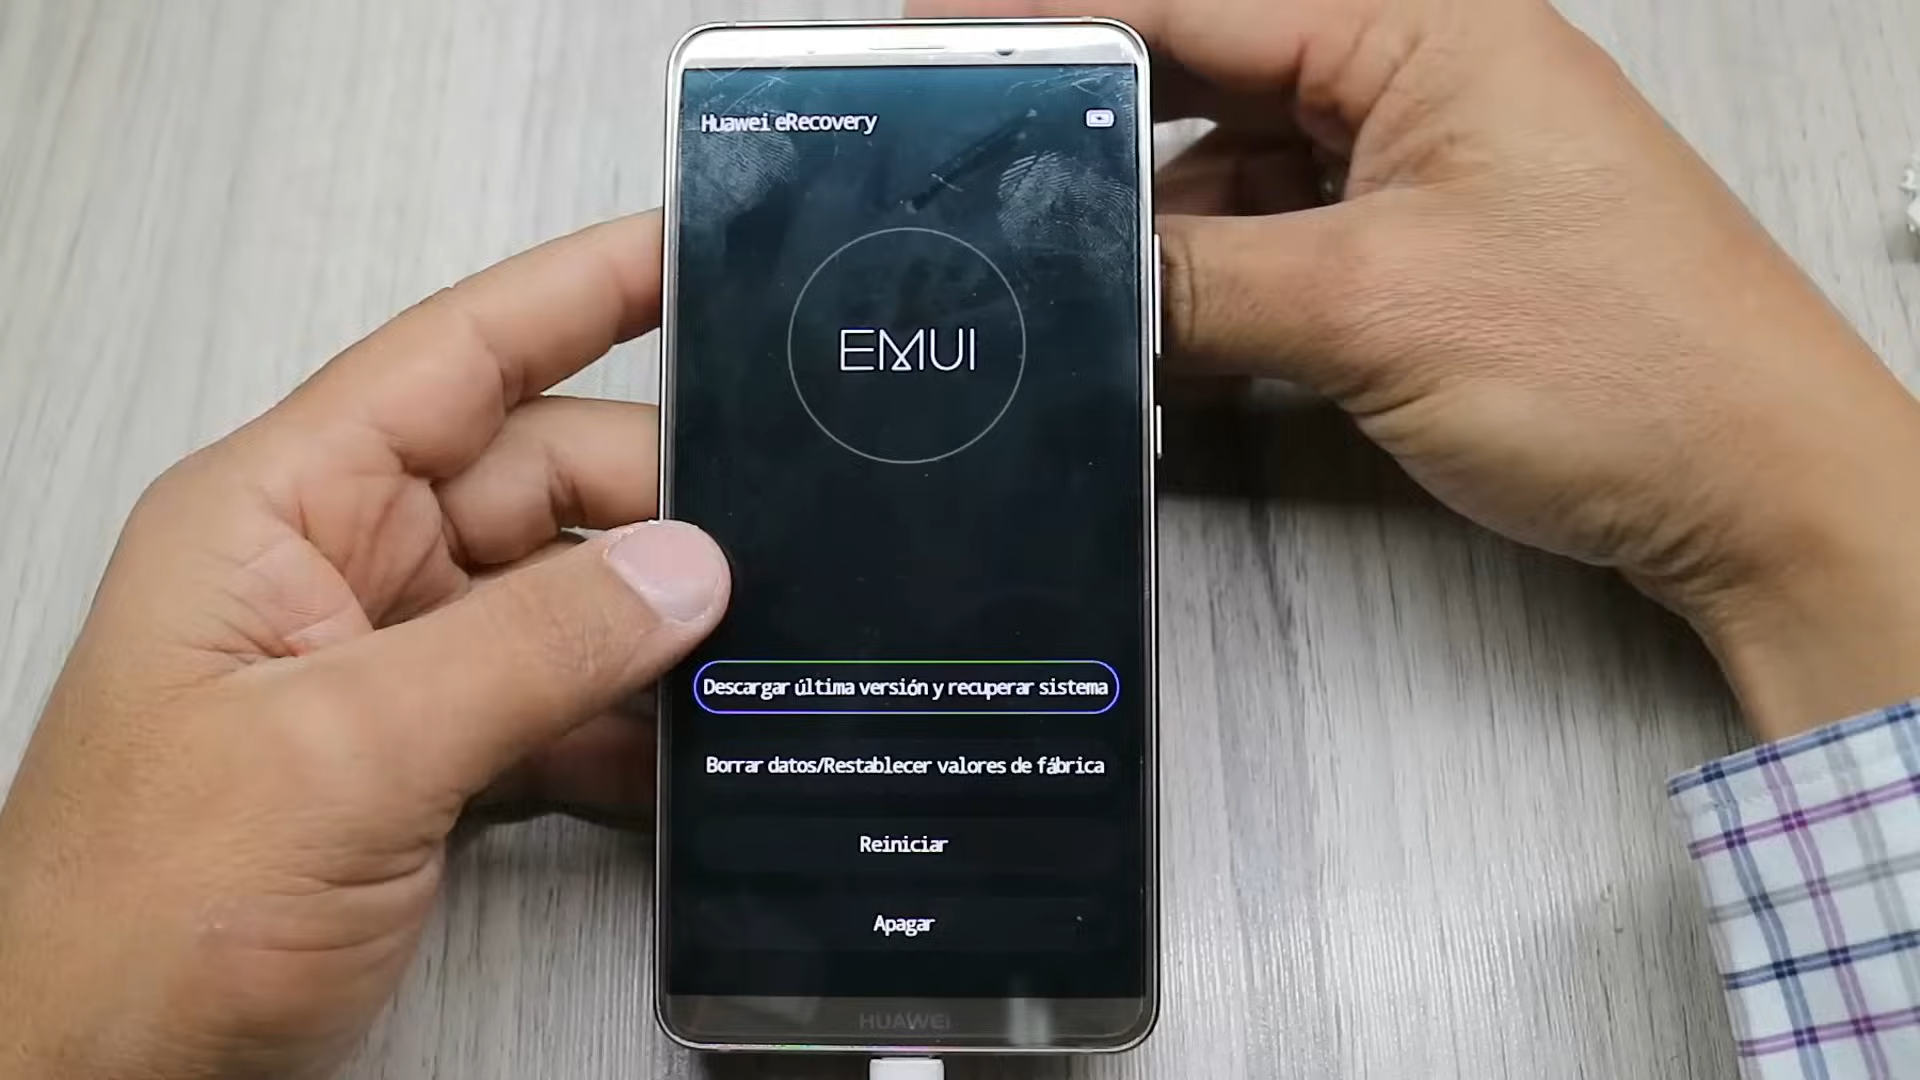 Huawei eRecovery
EMUI
Descargar última versión y recuperar sistema
Borrar datos/Restablecer valores de fábrica
Reiniciar
Apagar
HUAWEI